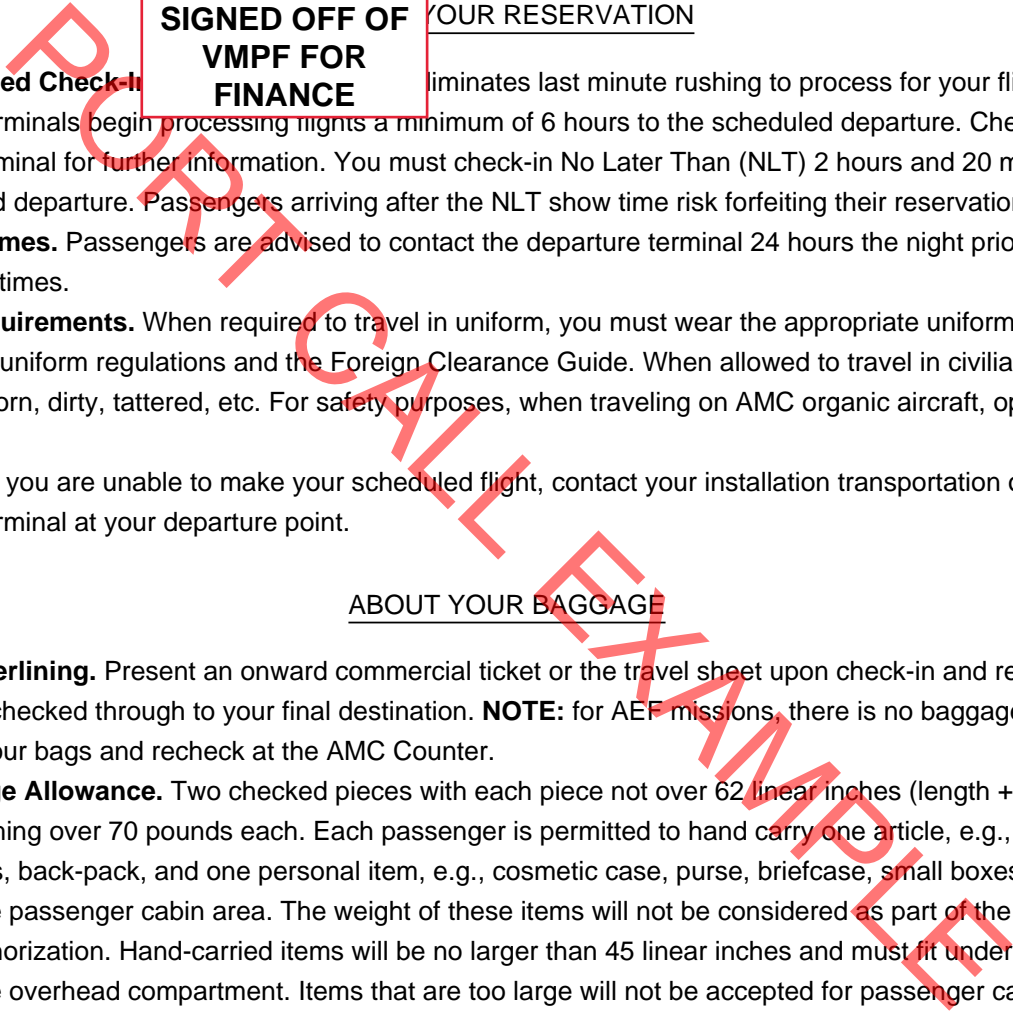 SIGNED OFF OF
VMPF FOR
FINANCE
YOUR RESERVATION
ed Check-I liminates last minute rushing to process for your fli
rminals begin processing flights a minimum of 6 hours to the scheduled departure. Che
minal for further information. You must check-in No Later Than (NLT) 2 hours and 20 m
d departure. Passengers arriving after the NLT show time risk forfeiting their reservation
mes. Passengers are advised to contact the departure terminal 24 hours the night prio
times.
uirements. When required to travel in uniform, you must wear the appropriate uniform
uniform regulations and the Foreign Clearance Guide. When allowed to travel in civilia
orn, dirty, tattered, etc. For safety purposes, when traveling on AMC organic aircraft, op
you are unable to make your scheduled flight, contact your installation transportation o
rminal at your departure point.
ABOUT YOUR BAGGAGE
erlining. Present an onward commercial ticket or the travel sheet upon check-in and re
checked through to your final destination. NOTE: for AEF missions, there is no baggage
our bags and recheck at the AMC Counter.
ge Allowance. Two checked pieces with each piece not over 62 linear inches (length +
hing over 70 pounds each. Each passenger is permitted to hand carry one article, e.g.,
s, back-pack, and one personal item, e.g., cosmetic case, purse, briefcase, small boxes
e passenger cabin area. The weight of these items will not be considered as part of the
horization. Hand-carried items will be no larger than 45 linear inches and must fit under
e overhead compartment. Items that are too large will not be accepted for passenger ca
PORT CALL EXAMPLE